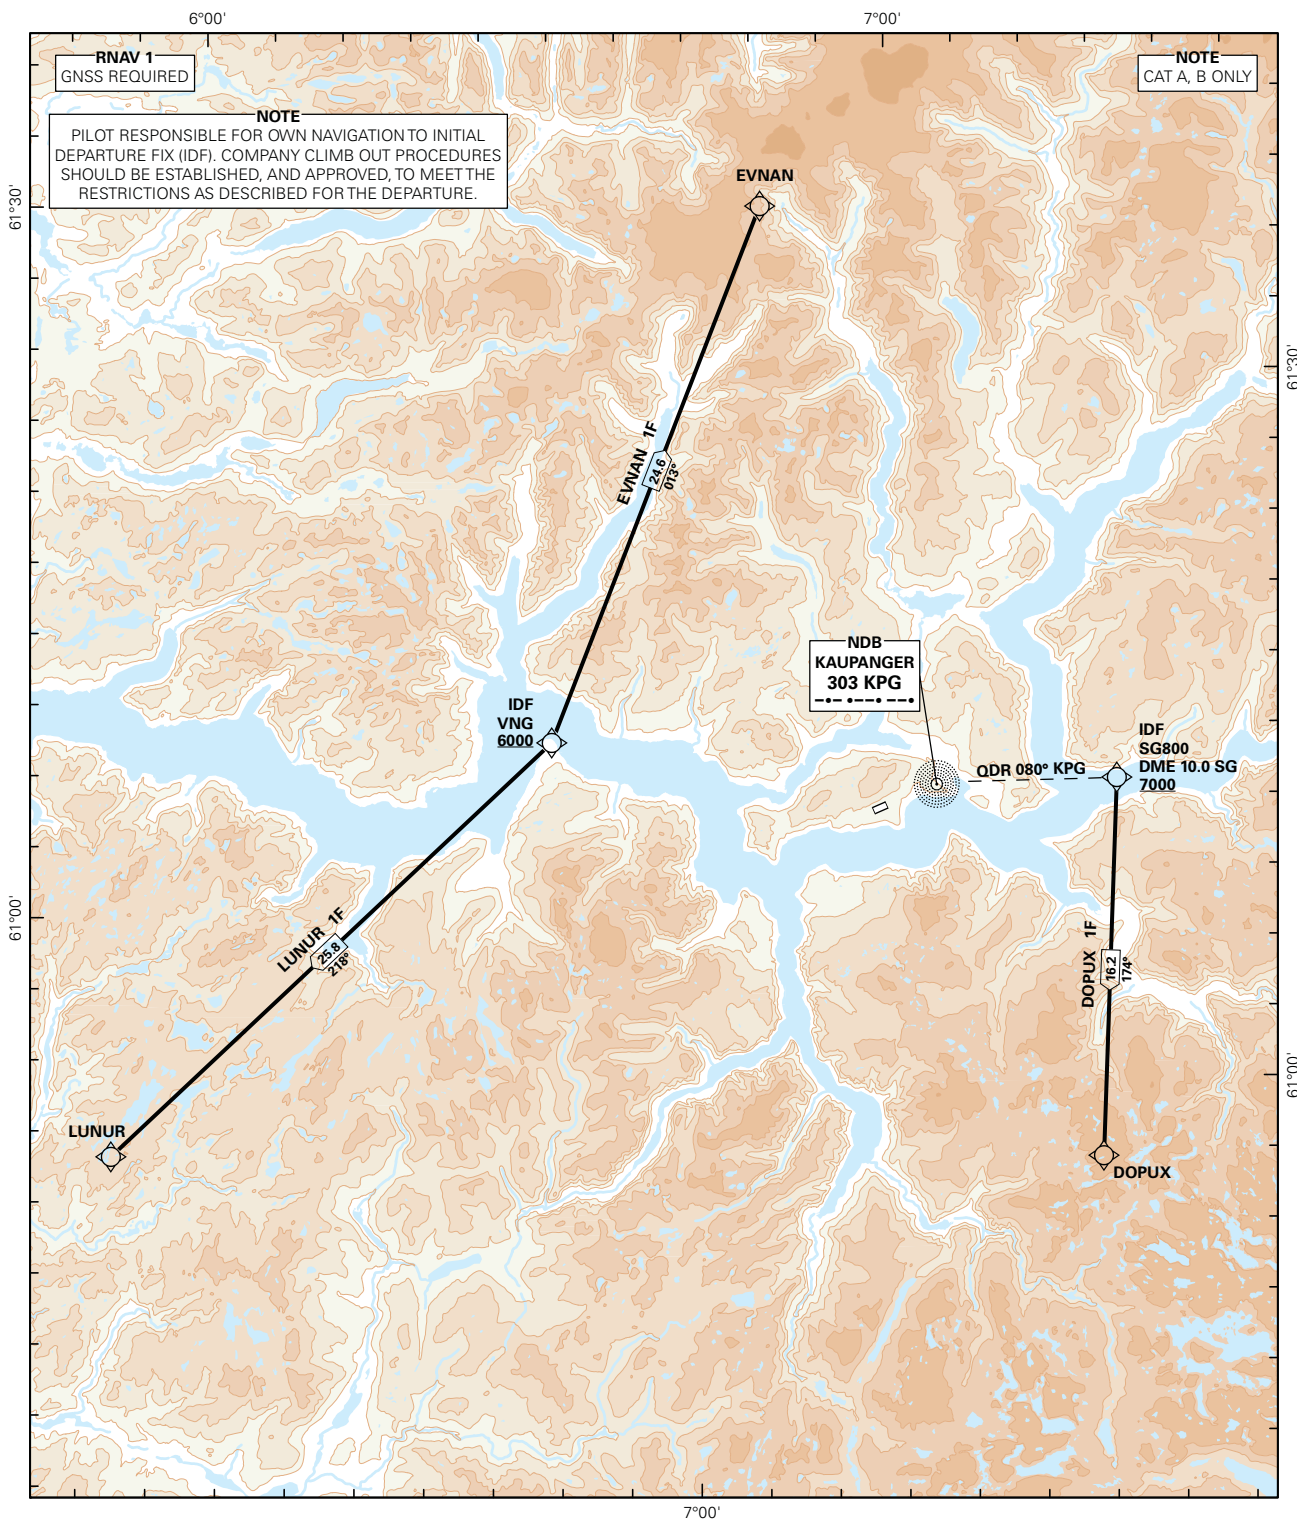 6°00'
7°00'
RNAV 1
GNSS REQUIRED
NOTE
CAT A, B ONLY
NOTE
PILOT RESPONSIBLE FOR OWN NAVIGATION TO INITIAL
DEPARTURE FIX (IDF). COMPANY CLIMB OUT PROCEDURES
SHOULD BE ESTABLISHED, AND APPROVED, TO MEET THE
RESTRICTIONS AS DESCRIBED FOR THE DEPARTURE.
EVNAN
61°30'
61°30'
EVNAN 1F
24.6
013°
NDB
KAUPANGER
303 KPG
IDF
VNG
6000
IDF
SG800
DME 10.0 SG
7000
QDR 080° KPG
61°00'
LUNUR 1F
25.8
218°
DOPUX 1F
16.2
174°
61°00'
LUNUR
DOPUX
7°00'